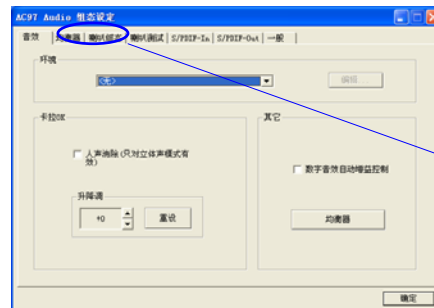 AC97 Audio 组态设定
音效 均衡器 喇叭组态 喇叭测试 S/PDIF-In S/PDIF-Out 一般
环境
<无>
编辑
卡拉OK
人声消除(只对立体声模式有
效)
升降调
+0 重设
其它
数字音效自动增益控制
均衡器
确定